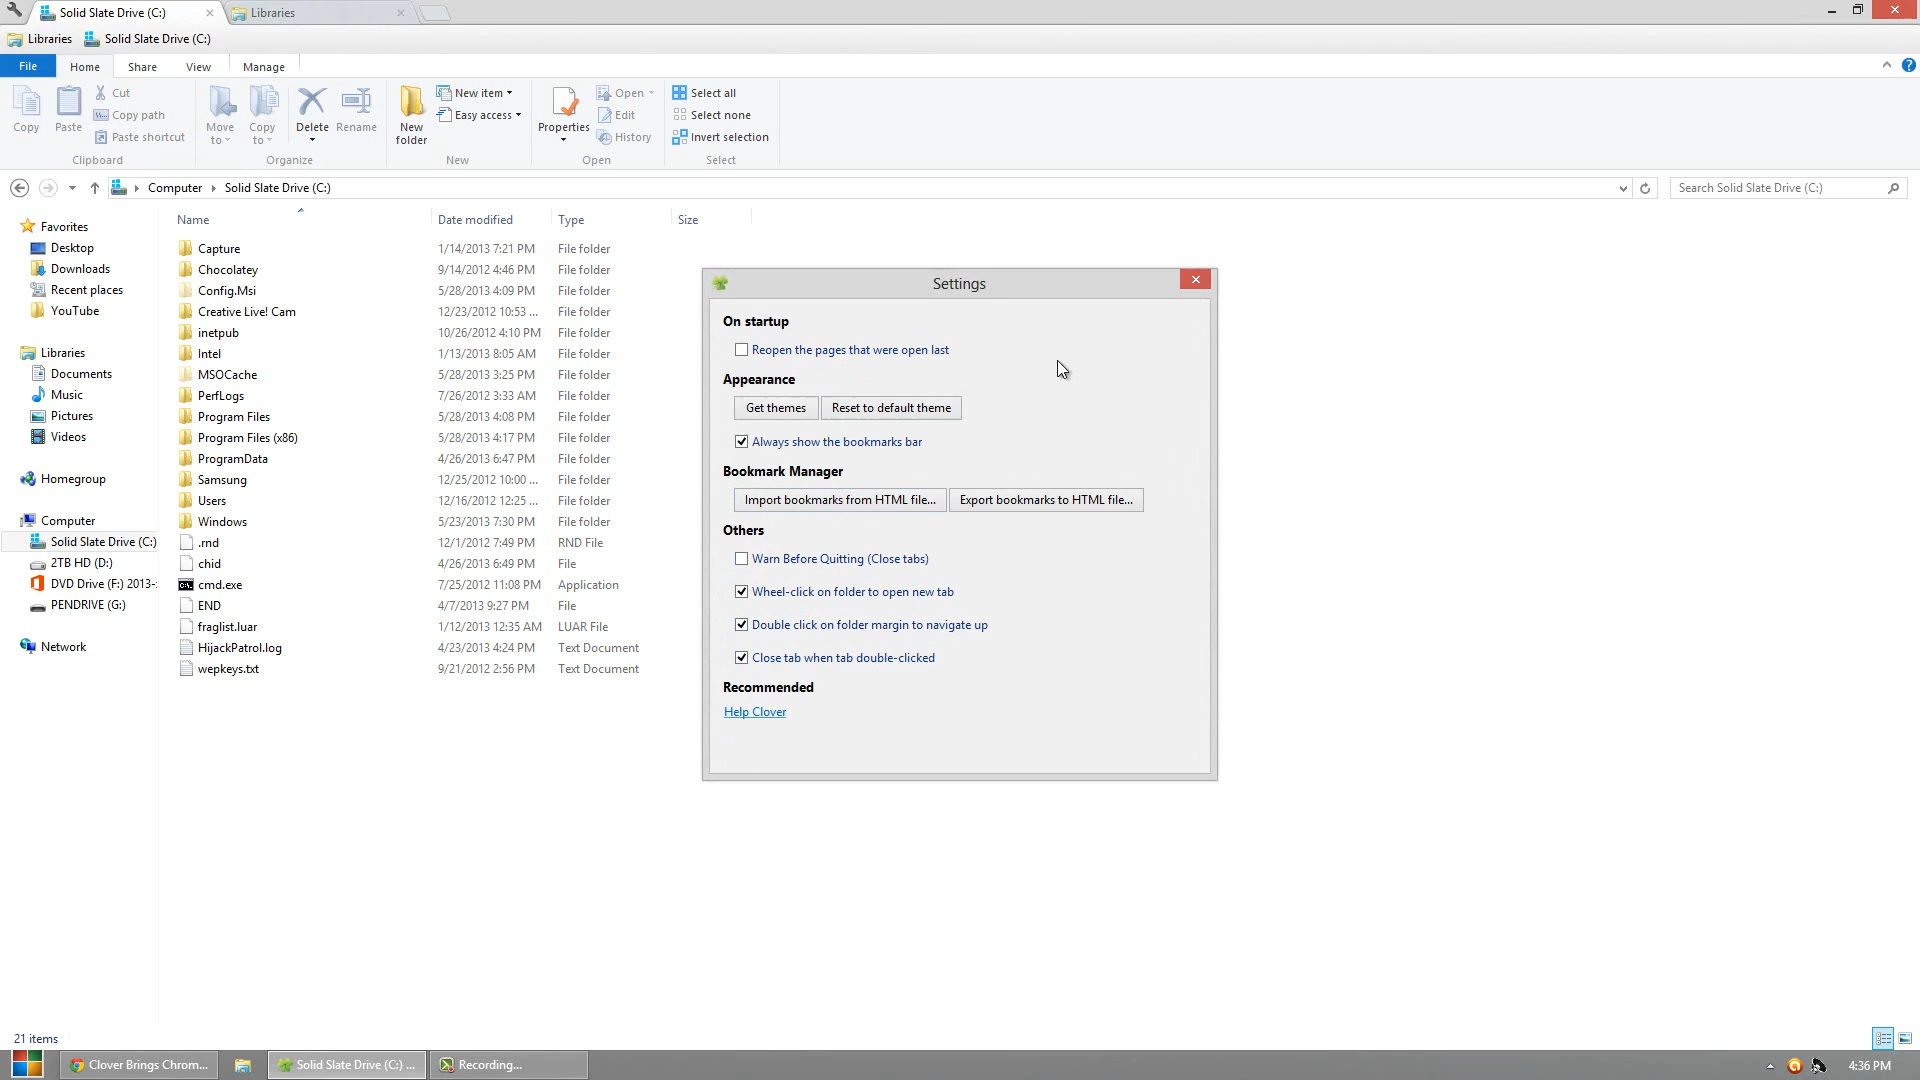 Solid Slate Drive (C:)
Libraries
Libraries
Solid Slate Drive (C:)
File
Home
Share
View
Manage
Copy
Paste
Cut
Copy path
Paste shortcut
Clipboard
Move to
Copy to
Delete
Rename
Organize
New folder
New item
Easy access
New
Properties
Open
Edit
History
Open
Select all
Select none
Invert selection
Select
Computer
Solid Slate Drive (C:)
Search Solid Slate Drive (C:)
Favorites
Desktop
Downloads
Recent places
YouTube
Libraries
Documents
Music
Pictures
Videos
Homegroup
Computer
Solid Slate Drive (C:)
2TB HD (D:)
DVD Drive (F:) 2013-
PENDRIVE (G:)
Network
Name Date modified Type Size
Capture 1/14/2013 7:21 PM File folder
Chocolatey 9/14/2012 4:46 PM File folder
Config.Msi 5/28/2013 4:09 PM File folder
Creative Live! Cam 12/23/2012 10:53 ... File folder
inetpub 10/26/2012 4:10 PM File folder
Intel 1/13/2013 8:05 AM File folder
MSOCache 5/28/2013 3:25 PM File folder
PerfLogs 7/26/2012 3:33 AM File folder
Program Files 5/28/2013 4:08 PM File folder
Program Files (x86) 5/28/2013 4:17 PM File folder
ProgramData 4/26/2013 6:47 PM File folder
Samsung 12/25/2012 10:00 ... File folder
Users 12/16/2012 12:25 ... File folder
Windows 5/23/2013 7:30 PM File folder
.rnd 12/1/2012 7:49 PM RND File
chid 4/26/2013 6:49 PM File
cmd.exe 7/25/2012 11:08 PM Application
END 4/7/2013 9:27 PM File
fraglist.luar 1/12/2013 12:35 AM LUAR File
HijackPatrol.log 4/23/2013 4:24 PM Text Document
wepkeys.txt 9/21/2012 2:56 PM Text Document
Settings
On startup
Reopen the pages that were open last
Appearance
Get themes
Reset to default theme
Always show the bookmarks bar
Bookmark Manager
Import bookmarks from HTML file...
Export bookmarks to HTML file...
Others
Warn Before Quitting (Close tabs)
Wheel-click on folder to open new tab
Double click on folder margin to navigate up
Close tab when tab double-clicked
Recommended
Help Clover
21 items
Clover Brings Chrom...
Solid Slate Drive (C:) ...
Recording...
4:36 PM